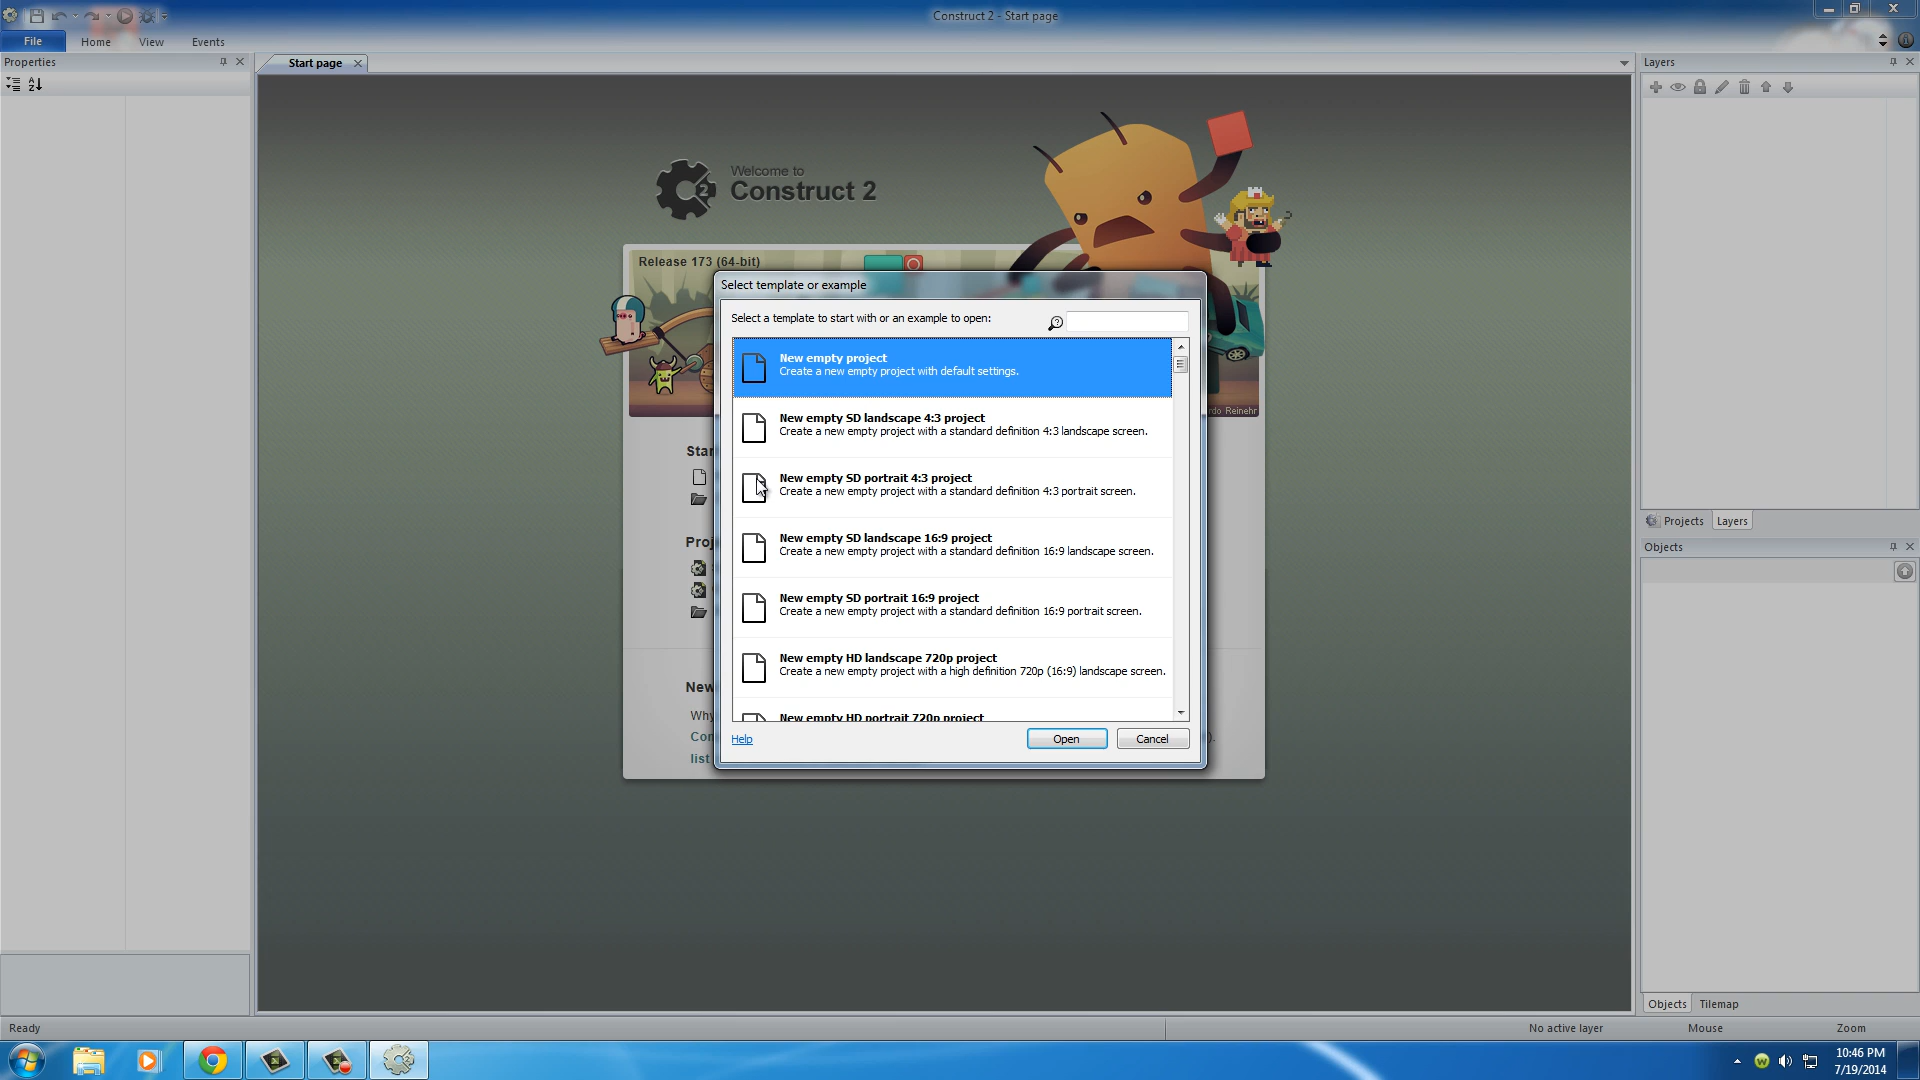 Construct 2 - Start page
File
Home
View
Events
Properties
Start page
Layers
Welcome to
Construct 2
Release 173 (64-bit)
Select template or example
Select a template to start with or an example to open:
New empty project
Create a new empty project with default settings.
New empty SD landscape 4:3 project
Create a new empty project with a standard definition 4:3 landscape screen.
New empty SD portrait 4:3 project
Create a new empty project with a standard definition 4:3 portrait screen.
New empty SD landscape 16:9 project
Create a new empty project with a standard definition 16:9 landscape screen.
New empty SD portrait 16:9 project
Create a new empty project with a standard definition 16:9 portrait screen.
New empty HD landscape 720p project
Create a new empty project with a high definition 720p (16:9) landscape screen.
New empty HD portrait 720p project
Help
Open
Cancel
rdo Reinehr
Star
Proj
New
Why
Con
).
list
Projects
Layers
Objects
Objects
Tilemap
Ready
No active layer
Mouse
Zoom
10:46 PM
7/19/2014